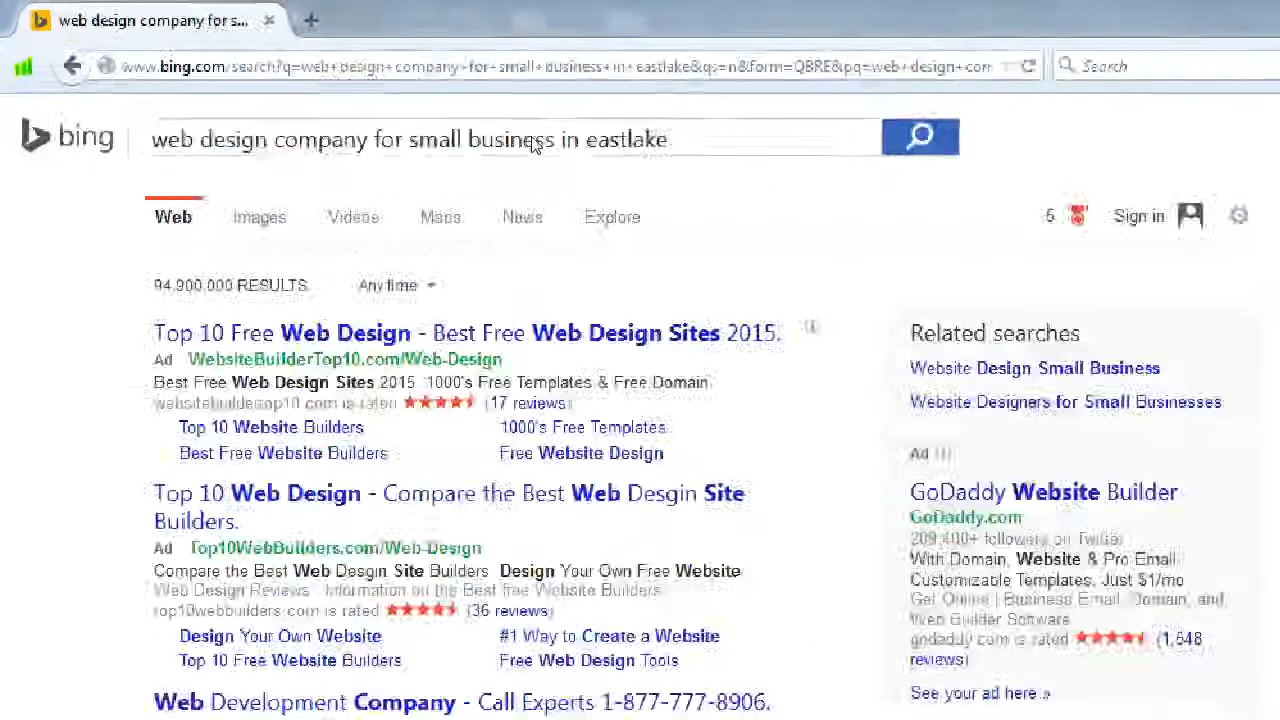 web design company for s...
www.bing.com/search?q=web+design+company+for+small+business+in+eastlake&qs=n&form=QBRE&pq=web+design+com
Search
bing
web design company for small business in eastlake
Web Images Videos Maps News Explore
5 Sign in
94,900,000 RESULTS Any time
Top 10 Free Web Design - Best Free Web Design Sites 2015.
Ad WebsiteBuilderTop10.com/Web-Design
Best Free Web Design Sites 2015 1000's Free Templates & Free Domain
websitebuildertop10.com is rated (17 reviews)
Top 10 Website Builders 1000's Free Templates
Best Free Website Builders Free Website Design
Top 10 Web Design - Compare the Best Web Desgin Site
Builders.
Ad Top10WebBuilders.com/Web-Design
Compare the Best Web Desgin Site Builders Design Your Own Free Website
Web Design Reviews · Information on the Best free Website Builders
top10webbuilders.com is rated (36 reviews)
Design Your Own Website #1 Way to Create a Website
Top 10 Free Website Builders Free Web Design Tools
Web Development Company - Call Experts 1-877-777-8906.
Related searches
Website Design Small Business
Website Designers for Small Businesses
Ad
GoDaddy Website Builder
GoDaddy.com
209,400+ followers on Twitter
With Domain, Website & Pro Email
Customizable Templates, Just $1/mo
Get Online | Business Email, Domain, and
Web Builder Software
godaddy.com is rated (1,548
reviews)
See your ad here »